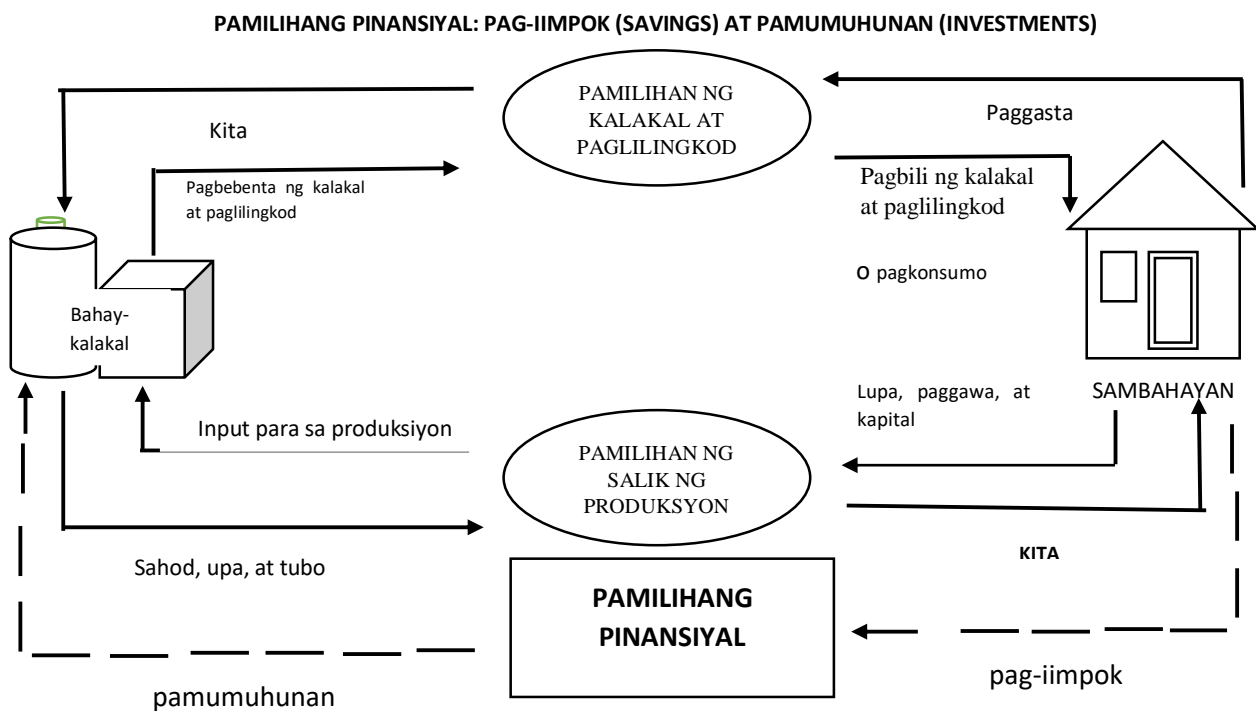 PAMILIHANG PINANSIYAL: PAG-IIMPOK (SAVINGS) AT PAMUMUHUNAN (INVESTMENTS)
PAMILIHAN NG
KALAKAL AT
PAGLILINGKOD
Kita
Paggasta
Pagbebenta ng kalakal
at paglilingkod
Pagbili ng kalakal
at paglilingkod
O pagkonsumo
Bahay-
kalakal
Lupa, paggawa, at
kapital
SAMBAHAYAN
Input para sa produksiyon
PAMILIHAN NG
SALIK NG
PRODUKSYON
Sahod, upa, at tubo
KITA
PAMILIHANG
PINANSIYAL
pamumuhunan
pag-iimpok